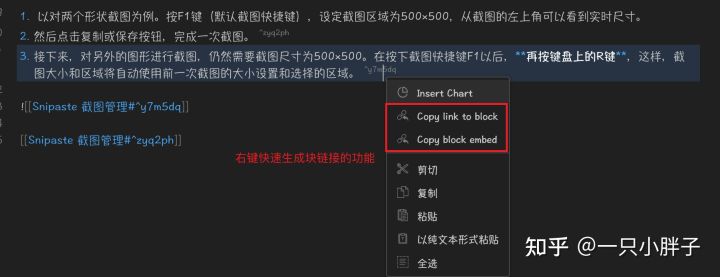 1. 以对两个形状截图为例。按F1键（默认截图快捷键），设定截图区域为500×500，从截图的左上角可以看到实时尺寸。
2. 然后点击复制或保存按钮，完成一次截图。 ^zyq2ph
3. 接下来，对另外的图形进行截图，仍然需要截图尺寸为500×500。在按下截图快捷键F1以后，**再按键盘上的R键**，这样，截
图大小和区域将自动使用前一次截图的大小设置和选择的区域。 ^y7m5dq
![[Snipaste 截图管理#^y7m5dq]]
[[Snipaste 截图管理#^zyq2ph]]
Insert Chart
Copy link to block
Copy block embed
右键快速生成块链接的功能
剪切
复制
粘贴
以纯文本形式粘贴
全选
知乎 @一只小胖子